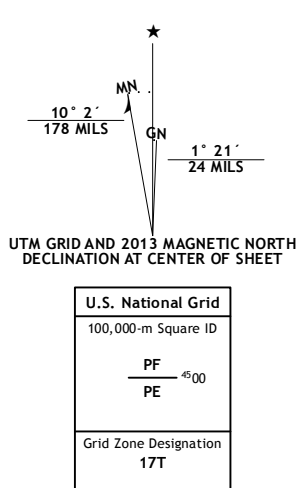 ★
MN
10° 2´
178 MILS
GN
1° 21´
24 MILS
UTM GRID AND 2013 MAGNETIC NORTH
DECLINATION AT CENTER OF SHEET
U.S. National Grid
100,000-m Square ID
PF
4500
PE
Grid Zone Designation
17T